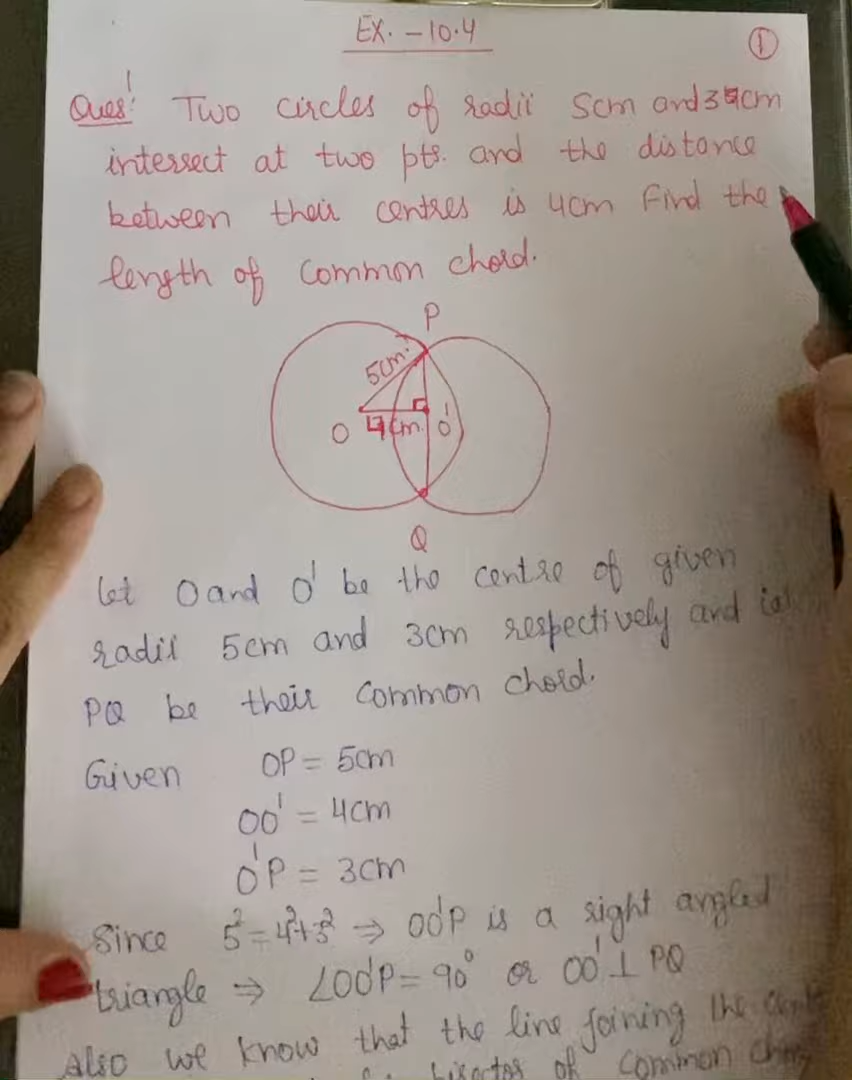 EX. - 10.4
①
Ques! 1 Two circles of radii 5cm and 3cm
intersect at two pts. and the distance
between their centres is 4cm Find the
length of common chord.
P
5cm.
O 4cm. O'
Q
let O and O' be the centre of given
radii 5cm and 3cm respectively and
PQ be their common chord.
Given OP = 5cm
OO' = 4cm
O'P = 3cm
Since 5² = 4²+3² ⇒ OO'P is a right angled
triangle ⇒ ∠OO'P = 90° or OO' ⊥ PQ
Also we know that the line joining the
bisector of common